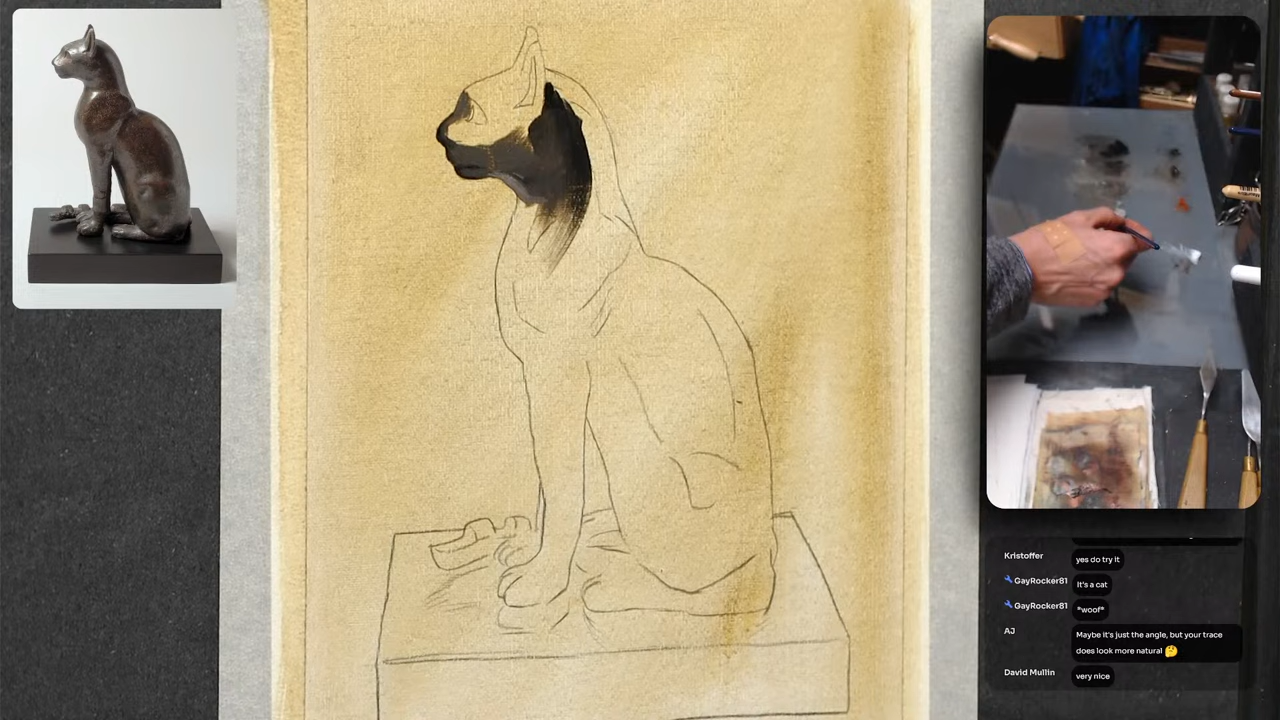 Kristoffer
yes do try it
GayRocker81
It's a cat
GayRocker81
*woof*
AJ
Maybe it's just the angle, but your trace
does look more natural 🤔
David Mullin
very nice